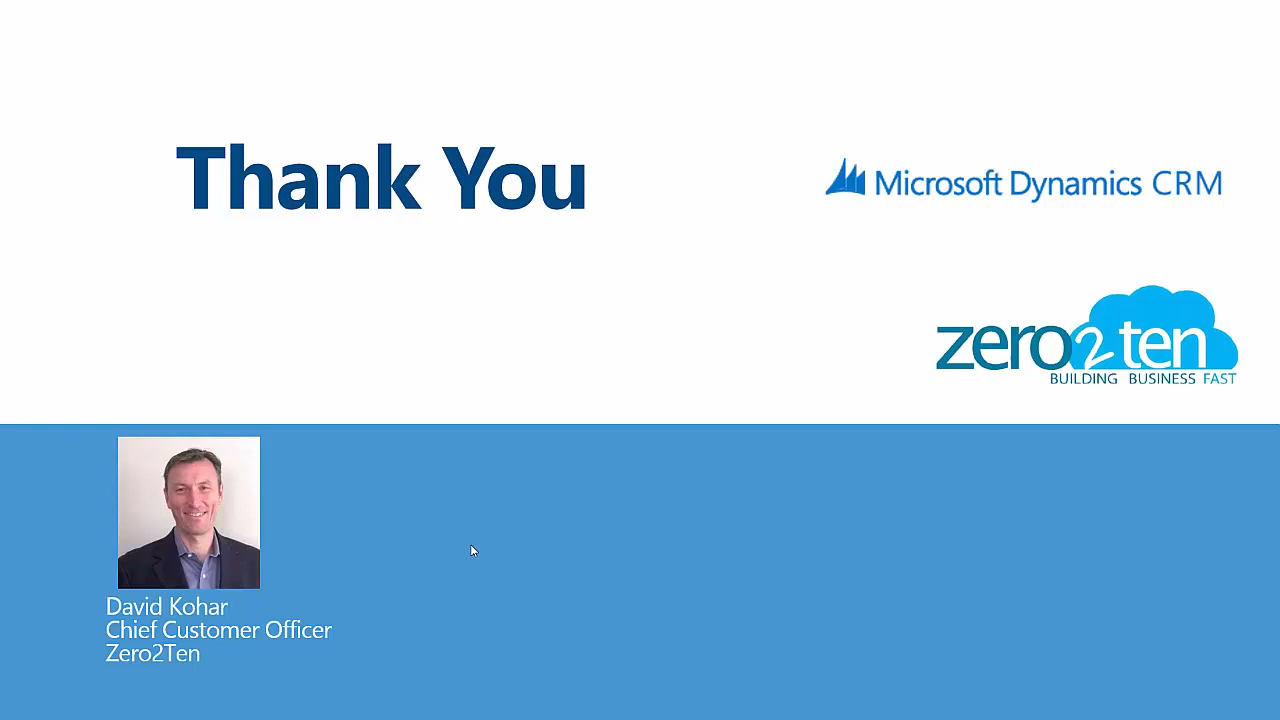 Thank You
Microsoft Dynamics CRM
zero2ten
BUILDING BUSINESS FAST
David Kohar
Chief Customer Officer
Zero2Ten